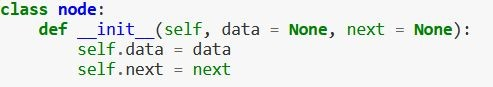 class node:
    def __init__(self, data = None, next = None):
        self.data = data
        self.next = next